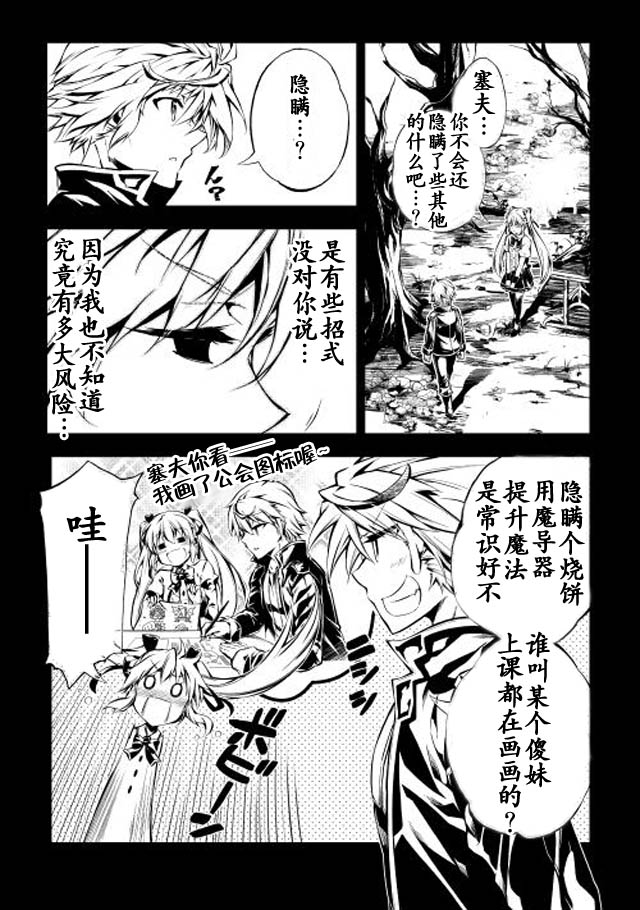 塞夫…
你不会还
隐瞒了些其他
的什么吧…？
隐瞒
…？
是有些招式
没对你说…
因为我也不知道
究竟有多大风险…
隐瞒个烧饼
用魔导器
提升魔法
是常识好不
谁叫某个傻妹
上课都在画画的？
塞夫你看——
我画了公会图标喔~
哇——
ボビーン